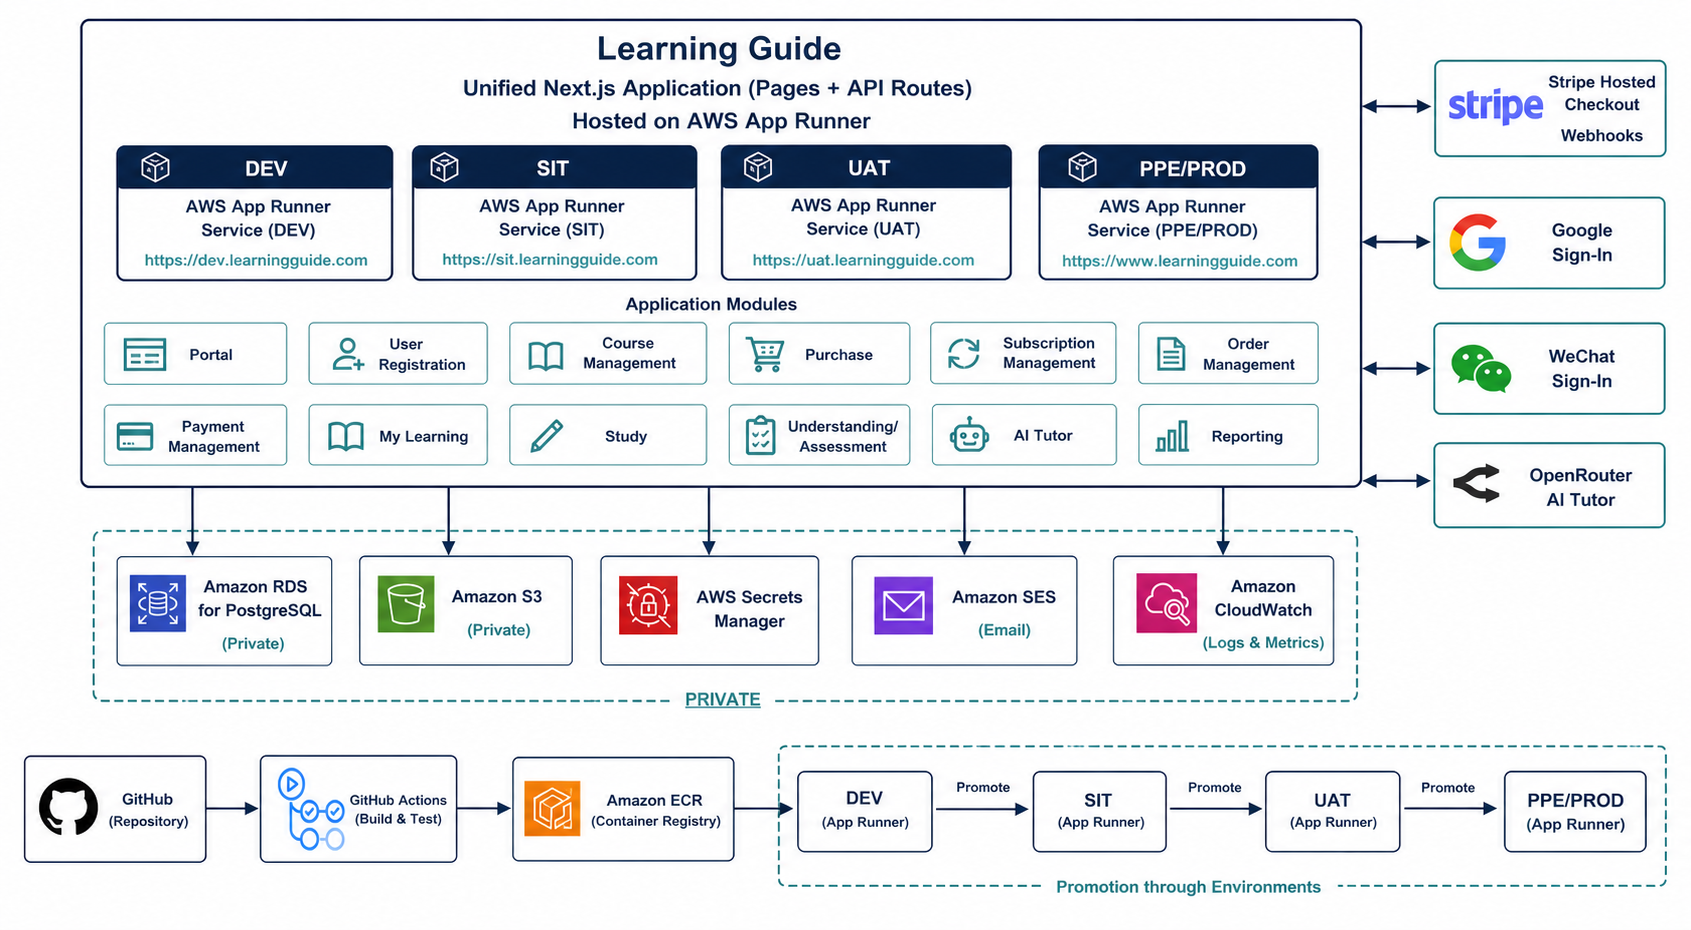 Learning Guide
Unified Next.js Application (Pages + API Routes)
Hosted on AWS App Runner
DEV
AWS App Runner
Service (DEV)
https://dev.learningguide.com
SIT
AWS App Runner
Service (SIT)
https://sit.learningguide.com
UAT
AWS App Runner
Service (UAT)
https://uat.learningguide.com
PPE/PROD
AWS App Runner
Service (PPE/PROD)
https://www.learningguide.com
Application Modules
Portal
User
Registration
Course
Management
Purchase
Subscription
Management
Order
Management
Payment
Management
My Learning
Study
Understanding/
Assessment
AI Tutor
Reporting
stripe
Stripe Hosted
Checkout
Webhooks
Google
Sign-In
WeChat
Sign-In
OpenRouter
AI Tutor
Amazon RDS
for PostgreSQL
(Private)
Amazon S3
(Private)
AWS Secrets
Manager
Amazon SES
(Email)
Amazon
CloudWatch
(Logs & Metrics)
PRIVATE
GitHub
(Repository)
GitHub Actions
(Build & Test)
Amazon ECR
(Container Registry)
DEV
(App Runner)
Promote
SIT
(App Runner)
Promote
UAT
(App Runner)
Promote
PPE/PROD
(App Runner)
Promotion through Environments